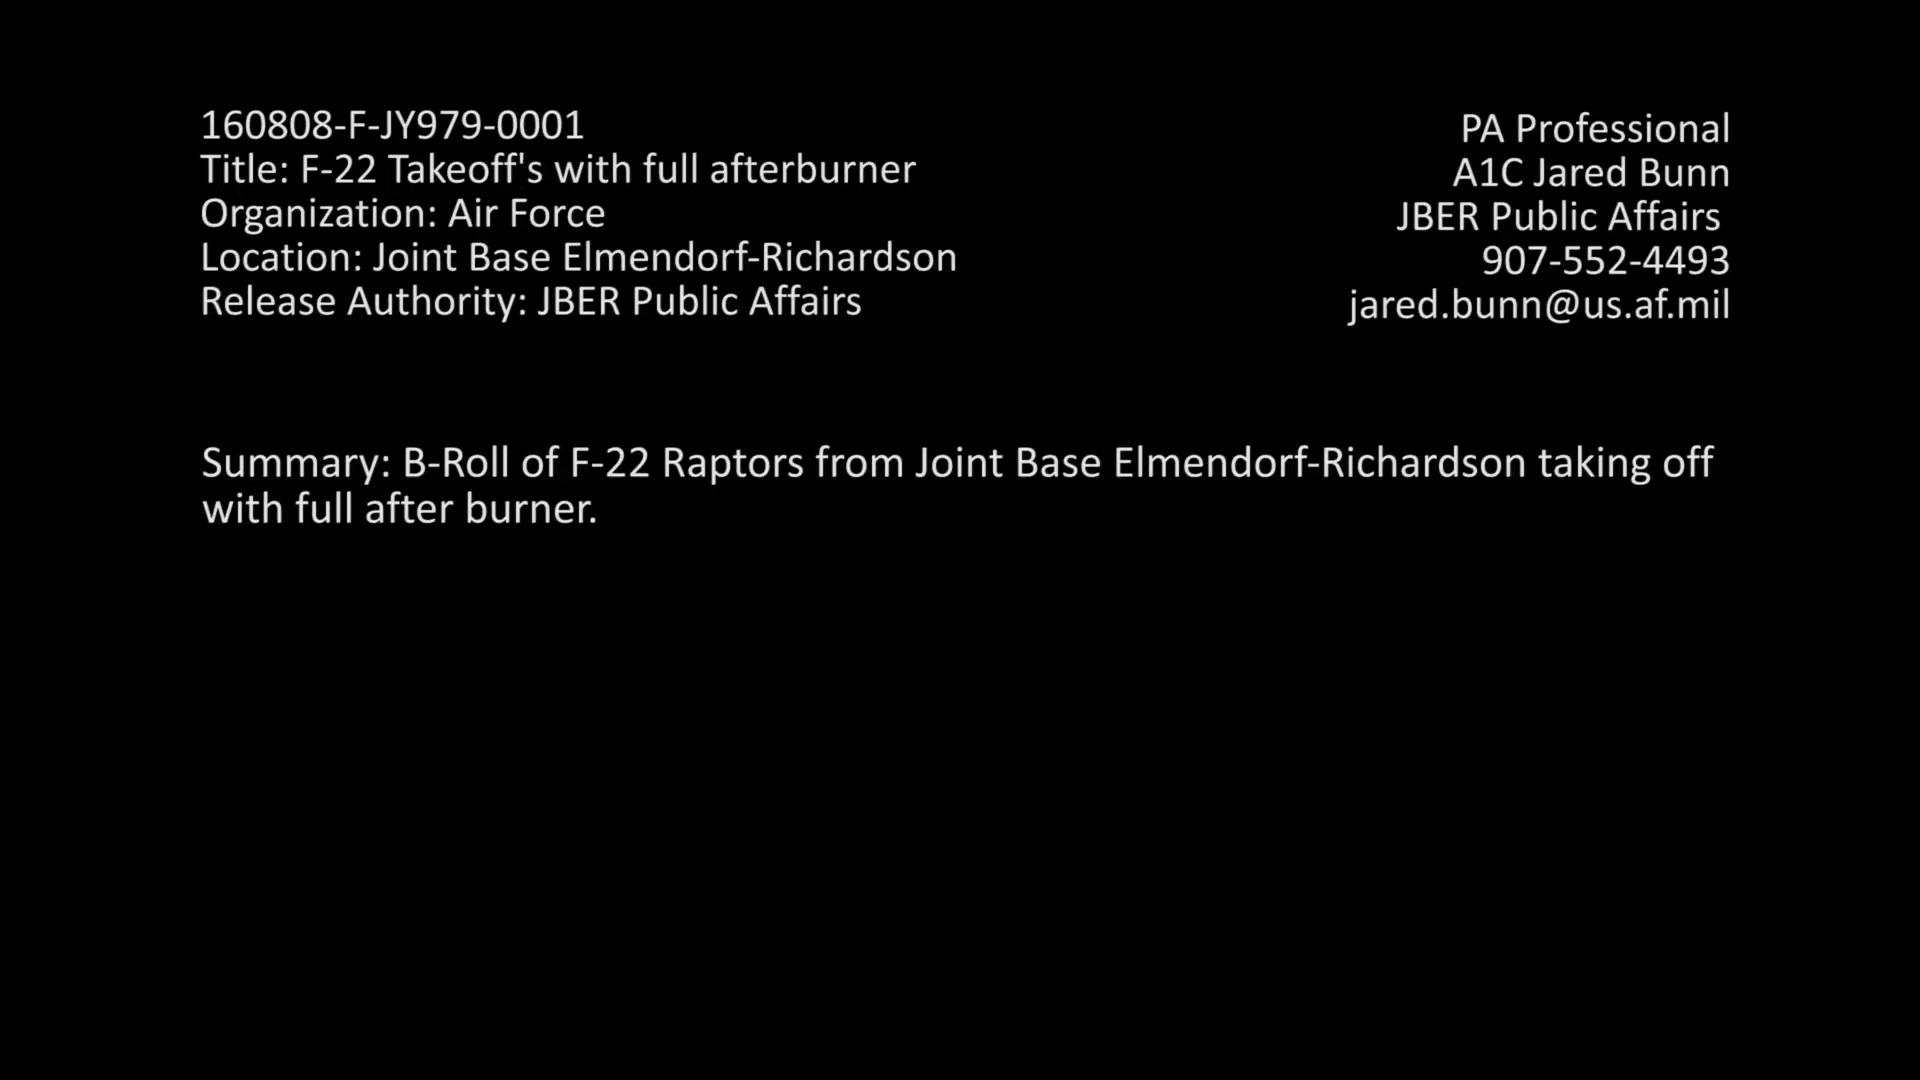 160808-F-JY979-0001
Title: F-22 Takeoff's with full afterburner
Organization: Air Force
Location: Joint Base Elmendorf-Richardson
Release Authority: JBER Public Affairs
PA Professional
A1C Jared Bunn
JBER Public Affairs
907-552-4493
jared.bunn@us.af.mil
Summary: B-Roll of F-22 Raptors from Joint Base Elmendorf-Richardson taking off
with full after burner.